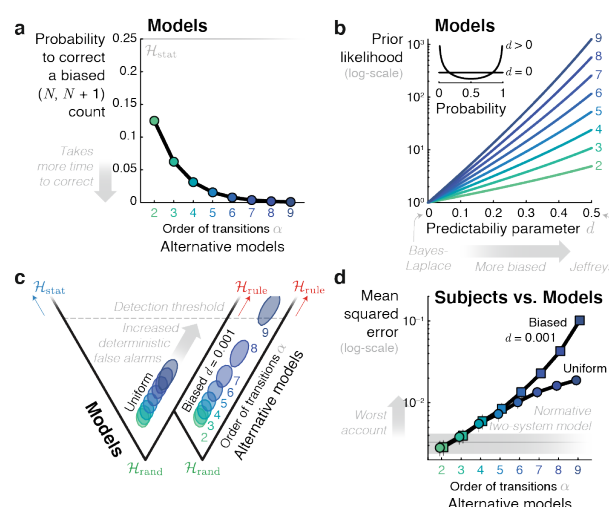 a
Models
Probability
to correct
a biased
(N, N + 1)
count
Takes
more time
to correct
0.25
0.2
0.15
0.1
0.05
0
ℋstat
2 3 4 5 6 7 8 9
Order of transitions α
Alternative models
b
Models
Prior
likelihood
(log-scale)
10³
10²
10¹
10⁰
d > 0
d = 0
0 1
Probability
9
8
7
6
5
4
3
2
0 0.1 0.2 0.3 0.4 0.5
Predictabiliy parameter d
Bayes-
Laplace
More biased
Jeffrey
c
ℋstat
ℋrule
ℋrule
Detection threshold
Increased
deterministic
false alarms
Uniform
Biased d = 0.001
9
8
7
6
5
4
3
2
Order of transitions α
Alternative models
Models
ℋrand
ℋrand
d
Subjects vs. Models
Mean
squared
error
(log-scale)
Worst
account
10⁻¹
10⁻²
Biased
d = 0.001
Uniform
Normative
two-system model
2 3 4 5 6 7 8 9
Order of transitions α
Alternative models